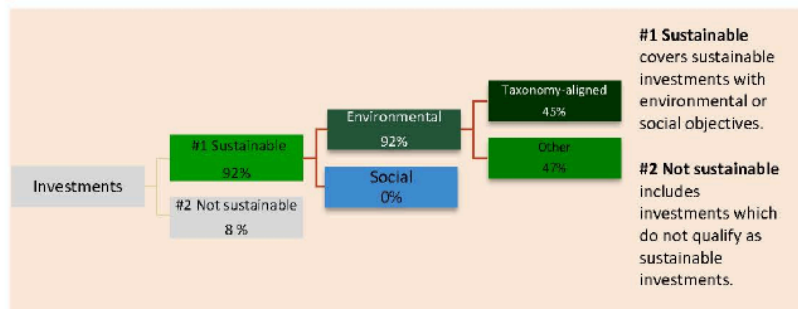 Investments
#1 Sustainable
92%
#2 Not sustainable
8 %
Environmental
92%
Social
0%
Taxonomy-aligned
45%
Other
47%
#1 Sustainable
covers sustainable
investments with
environmental or
social objectives.
#2 Not sustainable
includes
investments which
do not qualify as
sustainable
investments.